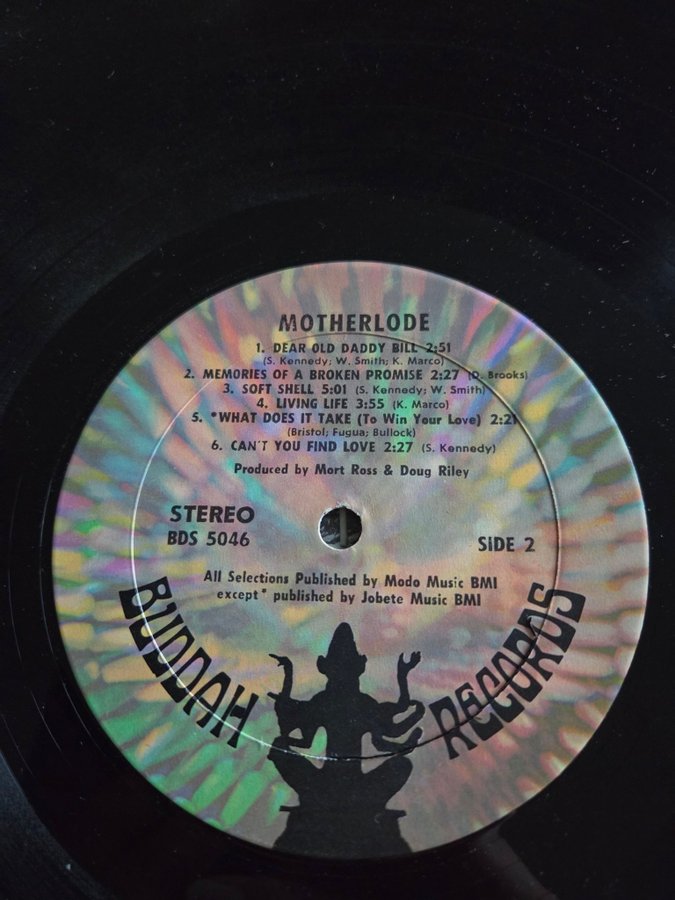 MOTHERLODE
1. DEAR OLD DADDY BILL 2:51
(S. Kennedy; W. Smith; K. Marco)
2. MEMORIES OF A BROKEN PROMISE 2:27 (D. Brooks)
3. SOFT SHELL 5:01 (S. Kennedy; W. Smith)
4. LIVING LIFE 3:55 (K. Marco)
5. *WHAT DOES IT TAKE (To Win Your Love) 2:21
(Bristol; Fugua; Bullock)
6. CAN'T YOU FIND LOVE 2:27 (S. Kennedy)
Produced by Mort Ross & Doug Riley
STEREO
BDS 5046
SIDE 2
All Selections Published by Modo Music BMI
except* published by Jobete Music BMI
BUDDAH RECORDS